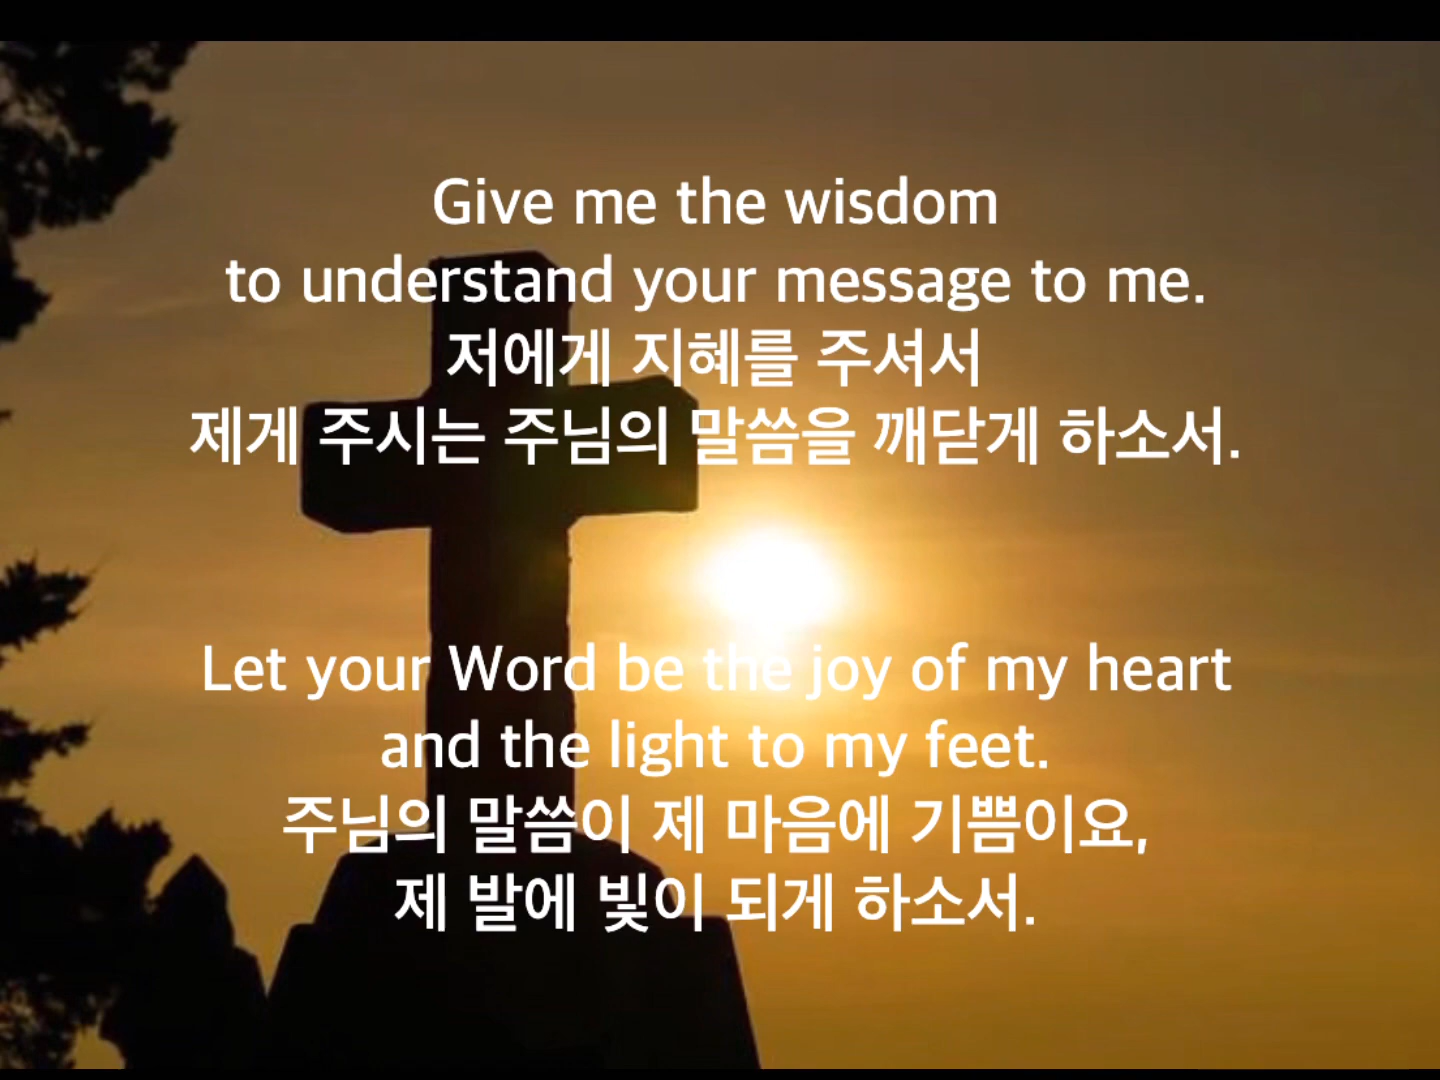 Give me the wisdom
to understand your message to me.
저에게 지혜를 주셔서
제게 주시는 주님의 말씀을 깨닫게 하소서.
Let your Word be the joy of my heart
and the light to my feet.
주님의 말씀이 제 마음에 기쁨이요,
제 발에 빛이 되게 하소서.